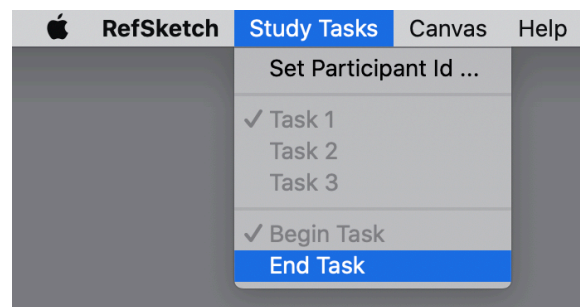 RefSketch Study Tasks Canvas Help
Set Participant Id ...
✓ Task 1
Task 2
Task 3
✓ Begin Task
End Task